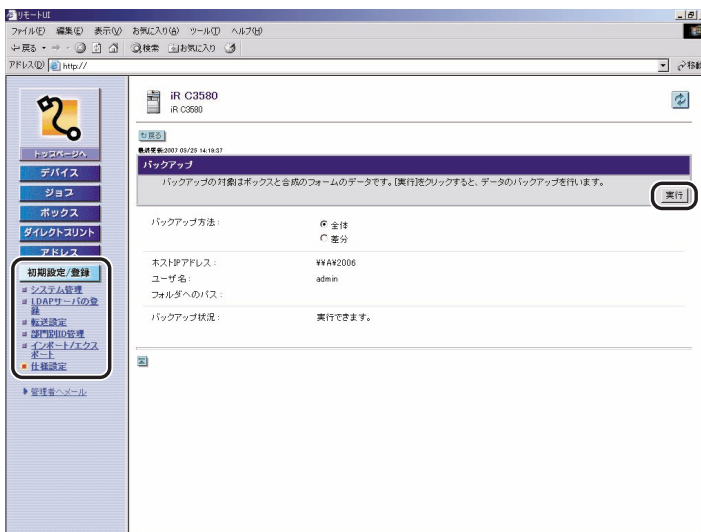 リモートUI
ファイル(F) 編集(E) 表示(V) お気に入り(A) ツール(T) ヘルプ(H)
戻る 検索 お気に入り
アドレス(D) http:// 移動
iR C3580
iR C3580
戻る
最終更新:2007 09/25 14:19:37
バックアップ
バックアップの対象はボックスと合成のフォームのデータです。[実行]をクリックすると、データのバックアップを行います。
実行
バックアップ方法:
全体
差分
ホストIPアドレス: ¥¥A¥2006
ユーザ名: admin
フォルダへのパス:
バックアップ状況: 実行できます。
トップページへ
デバイス
ジョブ
ボックス
ダイレクトプリント
アドレス
初期設定/登録
システム管理
LDAPサーバの登
録
転送設定
部門別ID管理
インポート/エクス
ポート
仕様設定
管理者へメール